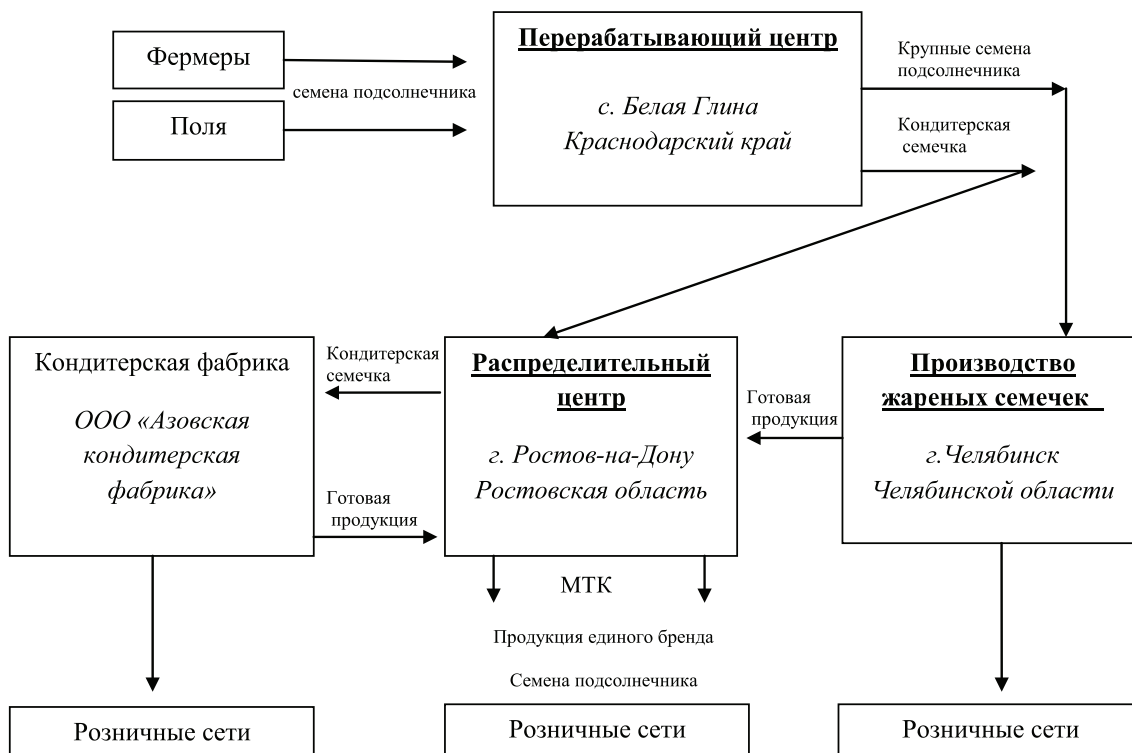 Фермеры
семена подсолнечника
Поля
Перерабатывающий центр
с. Белая Глина
Краснодарский край
Крупные семена
подсолнечника
Кондитерская
семечка
Кондитерская фабрика
ООО «Азовская
кондитерская
фабрика»
Кондитерская
семечка
Готовая
продукция
Распределительный
центр
г. Ростов-на-Дону
Ростовская область
Готовая
продукция
Производство
жареных семечек
г.Челябинск
Челябинской области
МТК
Продукция единого бренда
Семена подсолнечника
Розничные сети
Розничные сети
Розничные сети